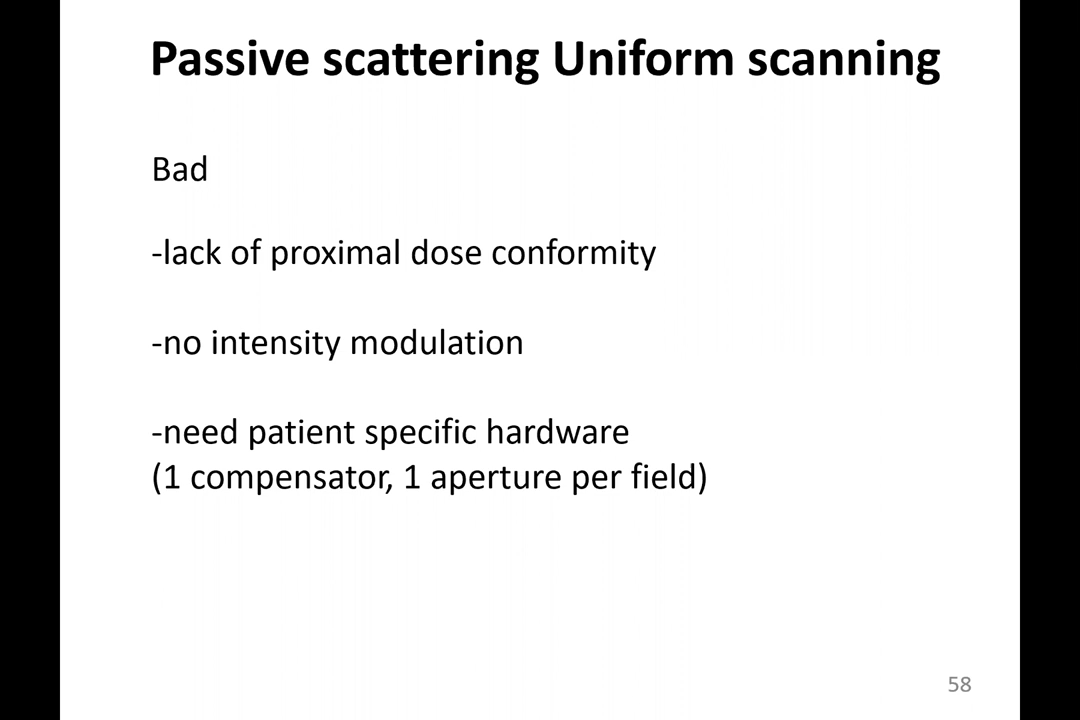 Passive scattering Uniform scanning
Bad
-lack of proximal dose conformity
-no intensity modulation
-need patient specific hardware
(1 compensator, 1 aperture per field)
58